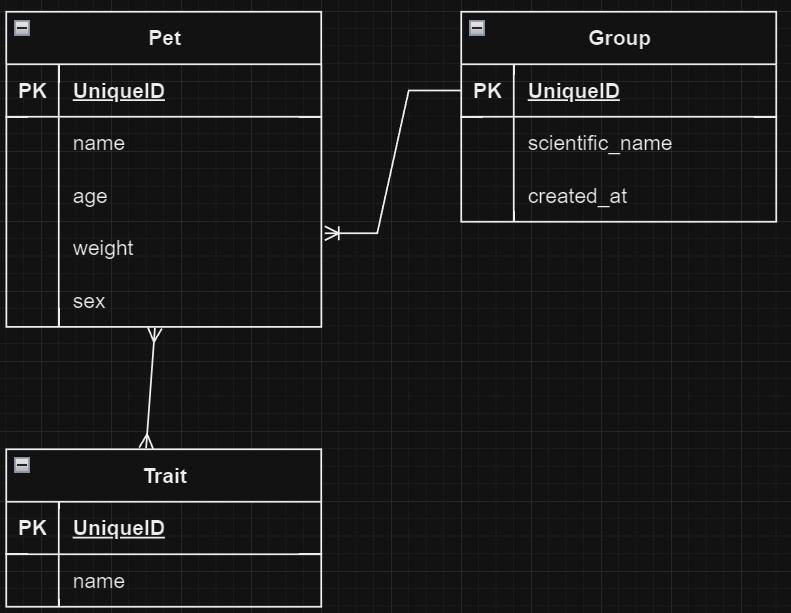 Pet
PK UniqueID
name
age
weight
sex
Group
PK UniqueID
scientific_name
created_at
Trait
PK UniqueID
name